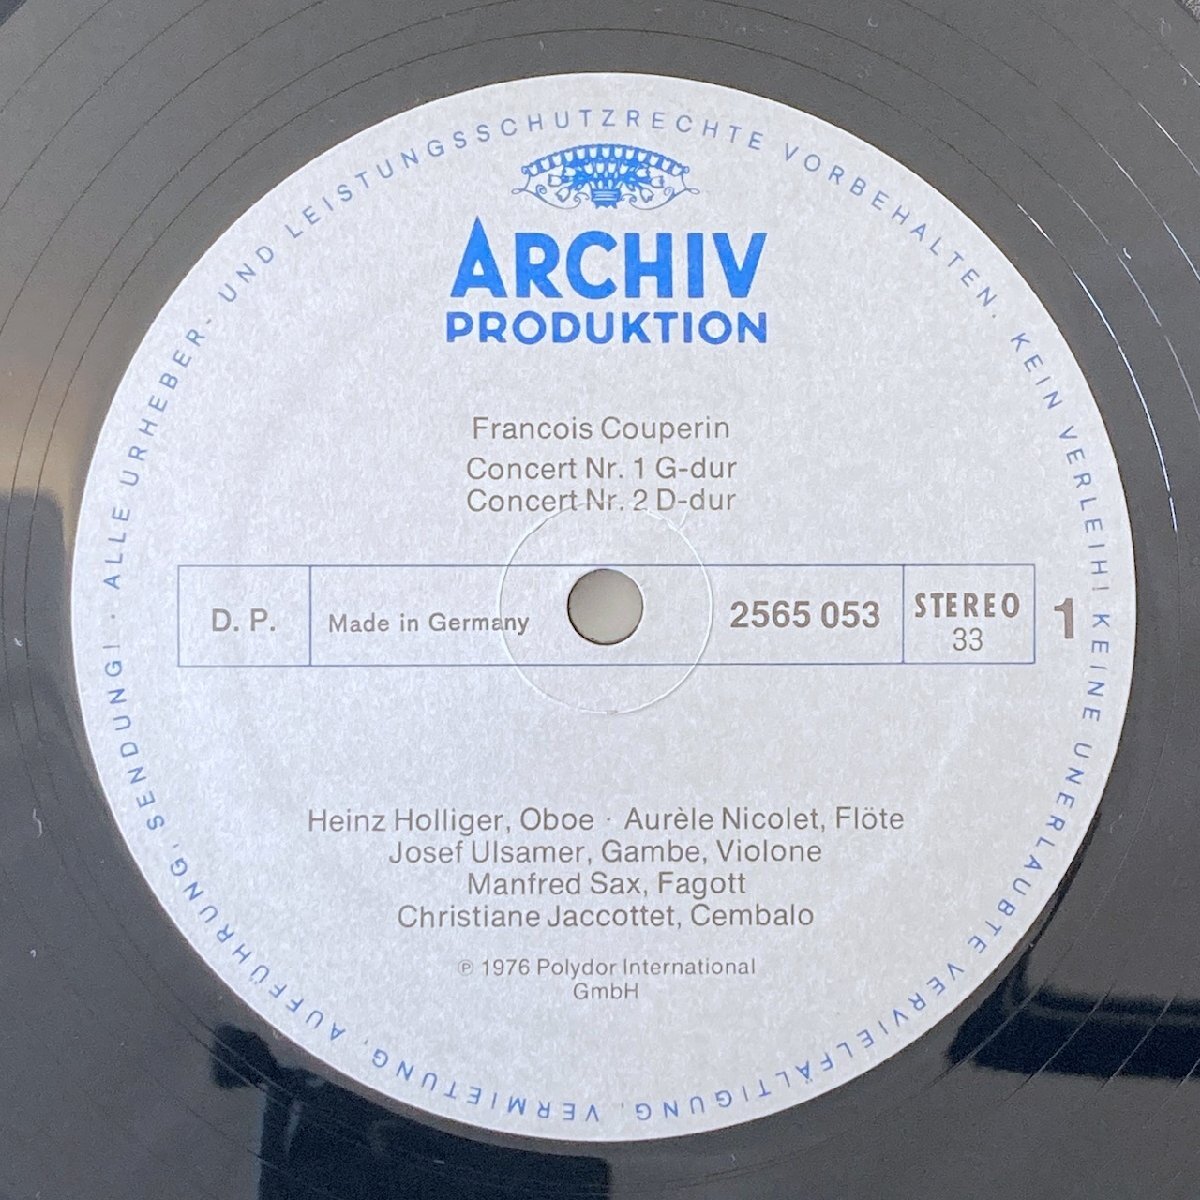 ALLE URHEBER- UND LEISTUNGSSCHUTZRECHTE VORBEHALTEN. KEIN VERLEIH! KEINE UNERLAUBTE VERVIELFÄLTIGUNG, VERMIETUNG, AUFFÜHRUNG, SENDUNG! ·
ARCHIV
PRODUKTION
Francois Couperin
Concert Nr. 1 G-dur
Concert Nr. 2 D-dur
D. P. Made in Germany 2565 053 STEREO 1
33
Heinz Holliger, Oboe · Aurèle Nicolet, Flöte
Josef Ulsamer, Gambe, Violone
Manfred Sax, Fagott
Christiane Jaccottet, Cembalo
℗ 1976 Polydor International
GmbH